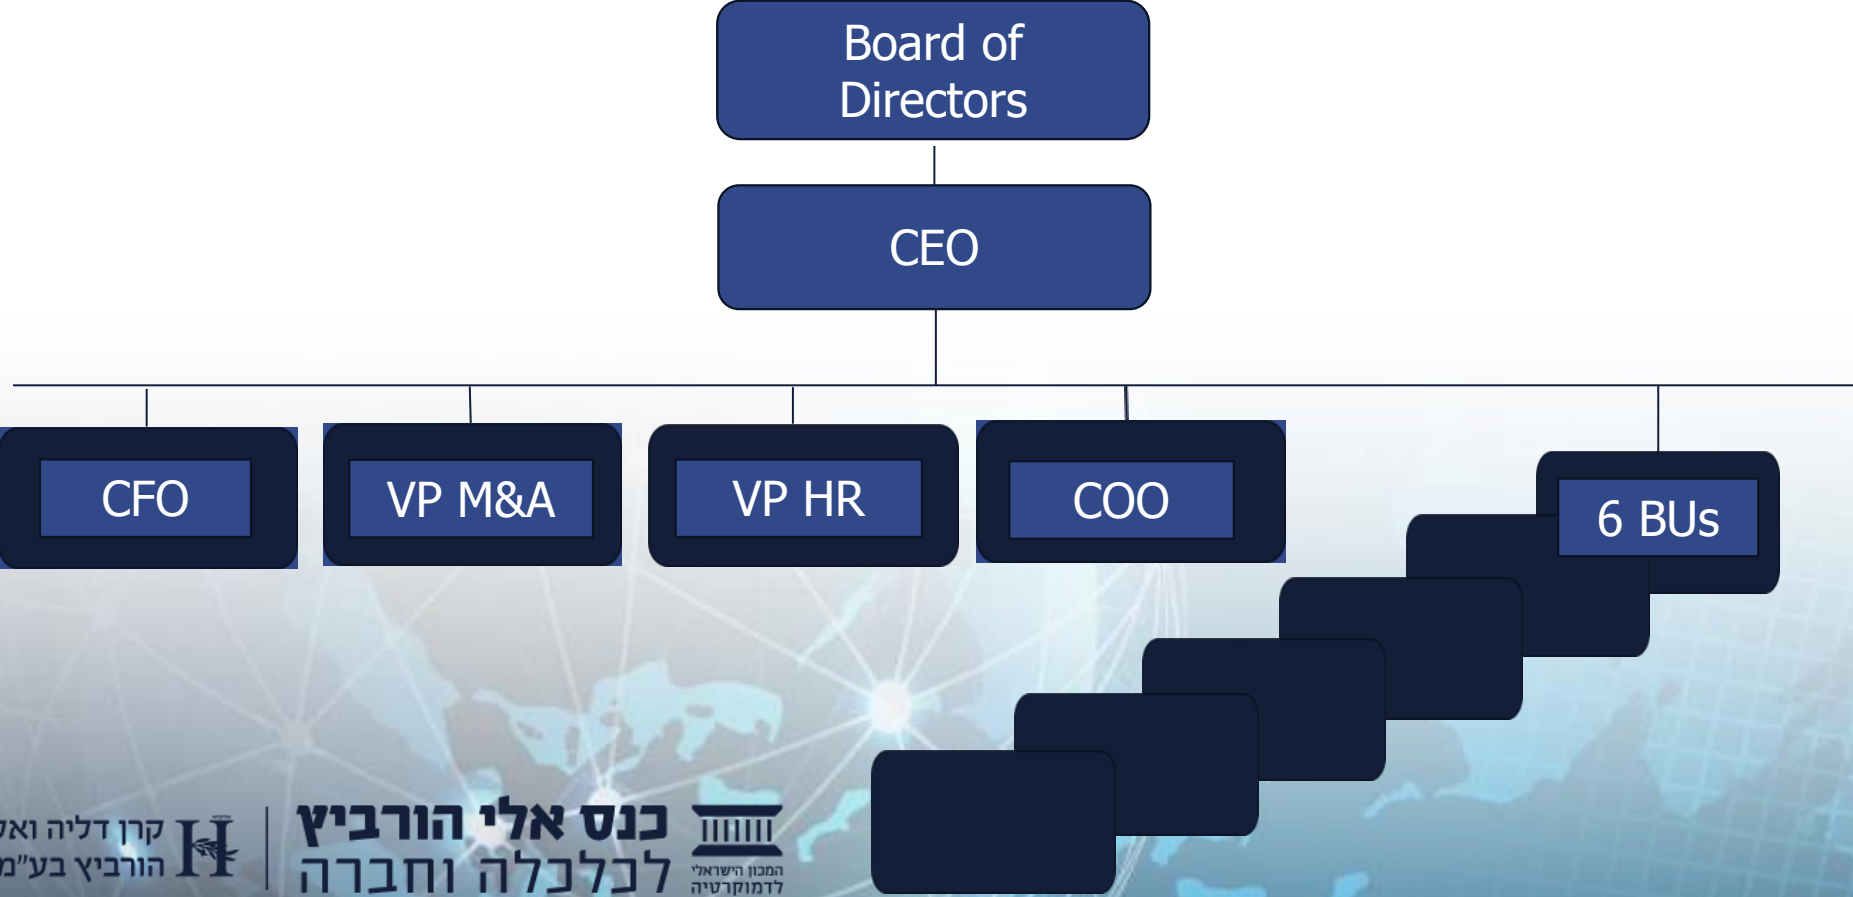 Board of
Directors
CEO
CFO
VP M&A
VP HR
COO
6 BUs
כנס אלי הורביץ
לכלכלה וחברה
המכון הישראלי
לדמוקרטיה
קרן דליה ואל
הורביץ בע"מ